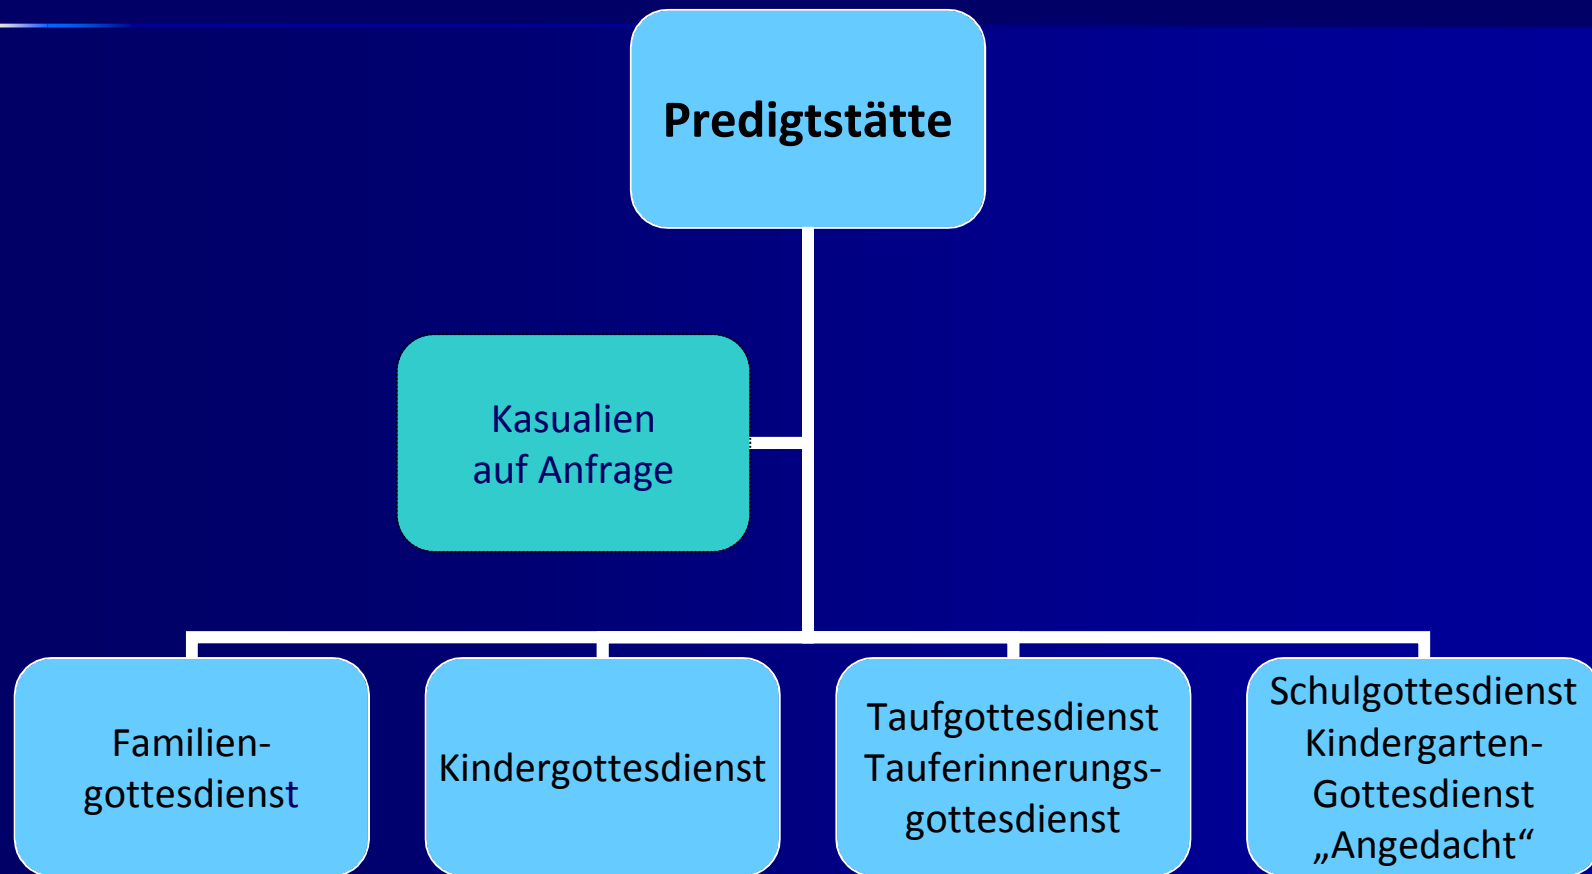 Predigtstätte
Kasualien
auf Anfrage
Familien-
gottesdienst
Kindergottesdienst
Taufgottesdienst
Tauferinnerungs-
gottesdienst
Schulgottesdienst
Kindergarten-
Gottesdienst
„Angedacht“